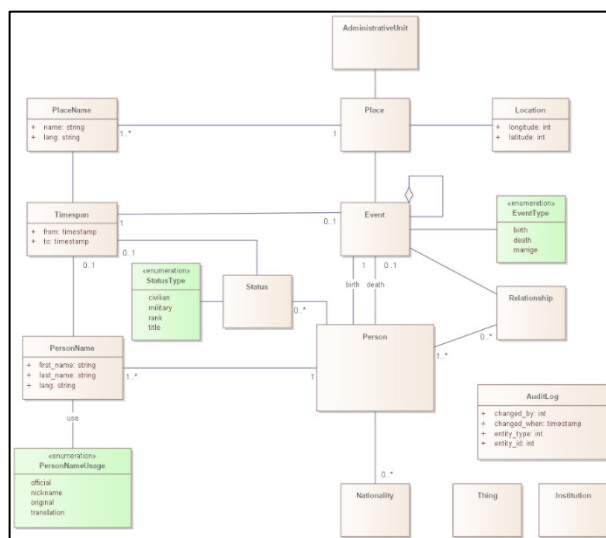 AdministrativeUnit
PlaceName
+ name: string
+ lang: string
1..*
1
Place
Location
+ longitude: int
+ latitude: int
Timespan
+ from: timestamp
+ to: timestamp
1
0..1
0..1
0..1
Event
«enumeration»
EventType
birth
death
marrige
«enumeration»
StatusType
civilian
military
rank
title
Status
0..*
1
0..1
birth
death
Relationship
0..*
1..*
Person
PersonName
+ first_name: string
+ last_name: string
+ lang: string
1..*
1
use
«enumeration»
PersonNameUsage
official
nickname
original
translation
0..*
Nationality
AuditLog
+ changed_by: int
+ changed_when: timestamp
+ entity_type: int
+ entity_id: int
Thing
Institution